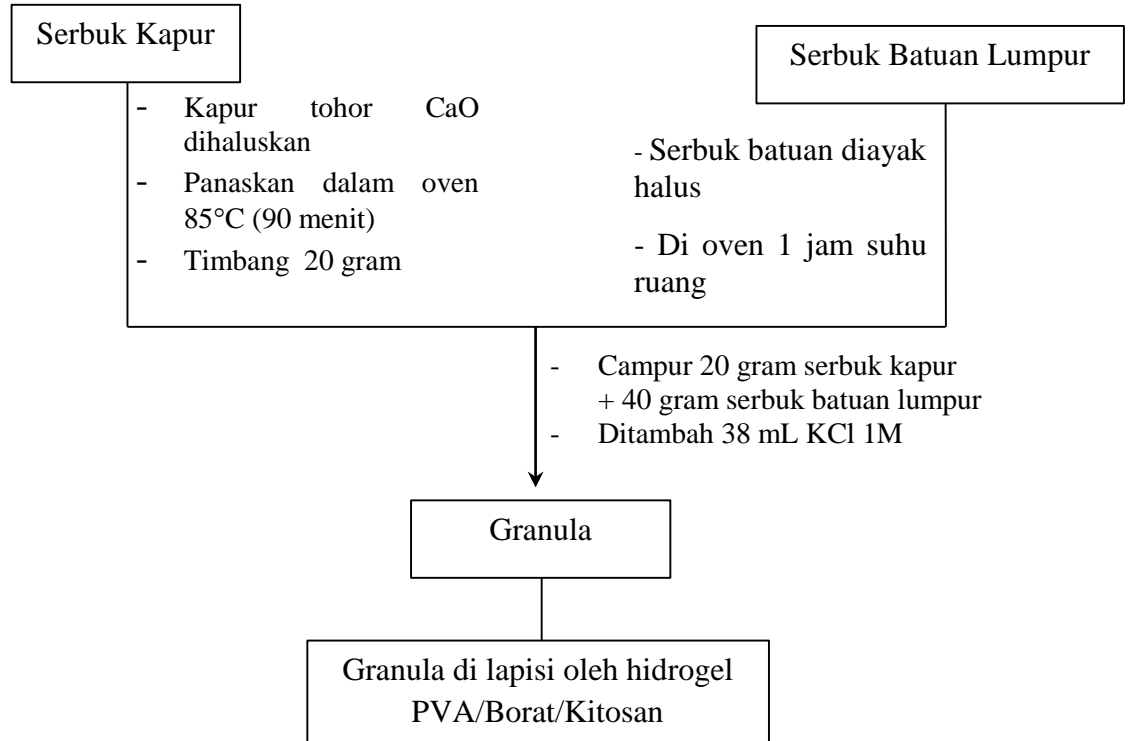 Serbuk Kapur
- Kapur tohor CaO
dihaluskan
- Panaskan dalam oven
85°C (90 menit)
- Timbang 20 gram
Serbuk Batuan Lumpur
- Serbuk batuan diayak
halus
- Di oven 1 jam suhu
ruang
- Campur 20 gram serbuk kapur
+ 40 gram serbuk batuan lumpur
- Ditambah 38 mL KCl 1M
Granula
Granula di lapisi oleh hidrogel
PVA/Borat/Kitosan